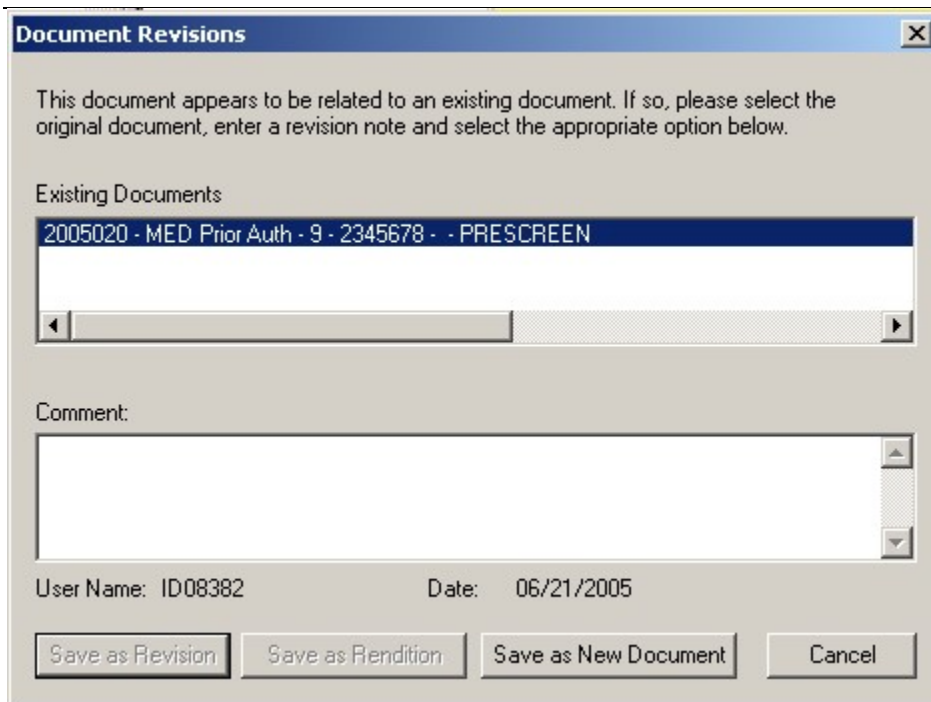 Document Revisions
This document appears to be related to an existing document. If so, please select the
original document, enter a revision note and select the appropriate option below.
Existing Documents
2005020 - MED Prior Auth - 9 - 2345678 - - PRESCREEN
Comment:
User Name: ID08382 Date: 06/21/2005
Save as Revision Save as Rendition Save as New Document Cancel